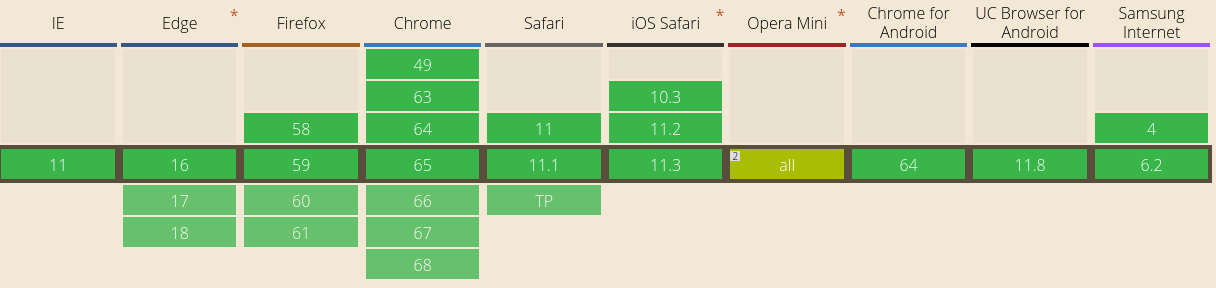 IE Edge * Firefox Chrome Safari iOS Safari * Opera Mini * Chrome for Android UC Browser for Android Samsung Internet
49
63 10.3
58 64 11 11.2 4
11 16 59 65 11.1 11.3 2 all 64 11.8 6.2
17 60 66 TP
18 61 67
68